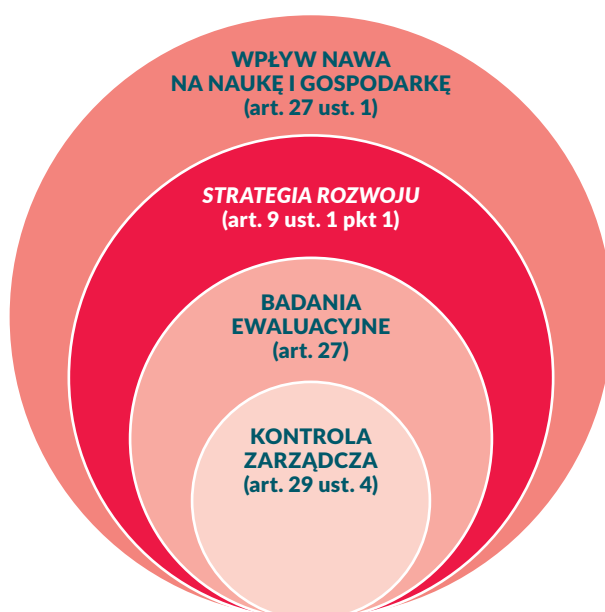 WPŁYW NAWA
NA NAUKĘ I GOSPODARKĘ
(art. 27 ust. 1)
STRATEGIA ROZWOJU
(art. 9 ust. 1 pkt 1)
BADANIA
EWALUACYJNE
(art. 27)
KONTROLA
ZARZĄDCZA
(art. 29 ust. 4)